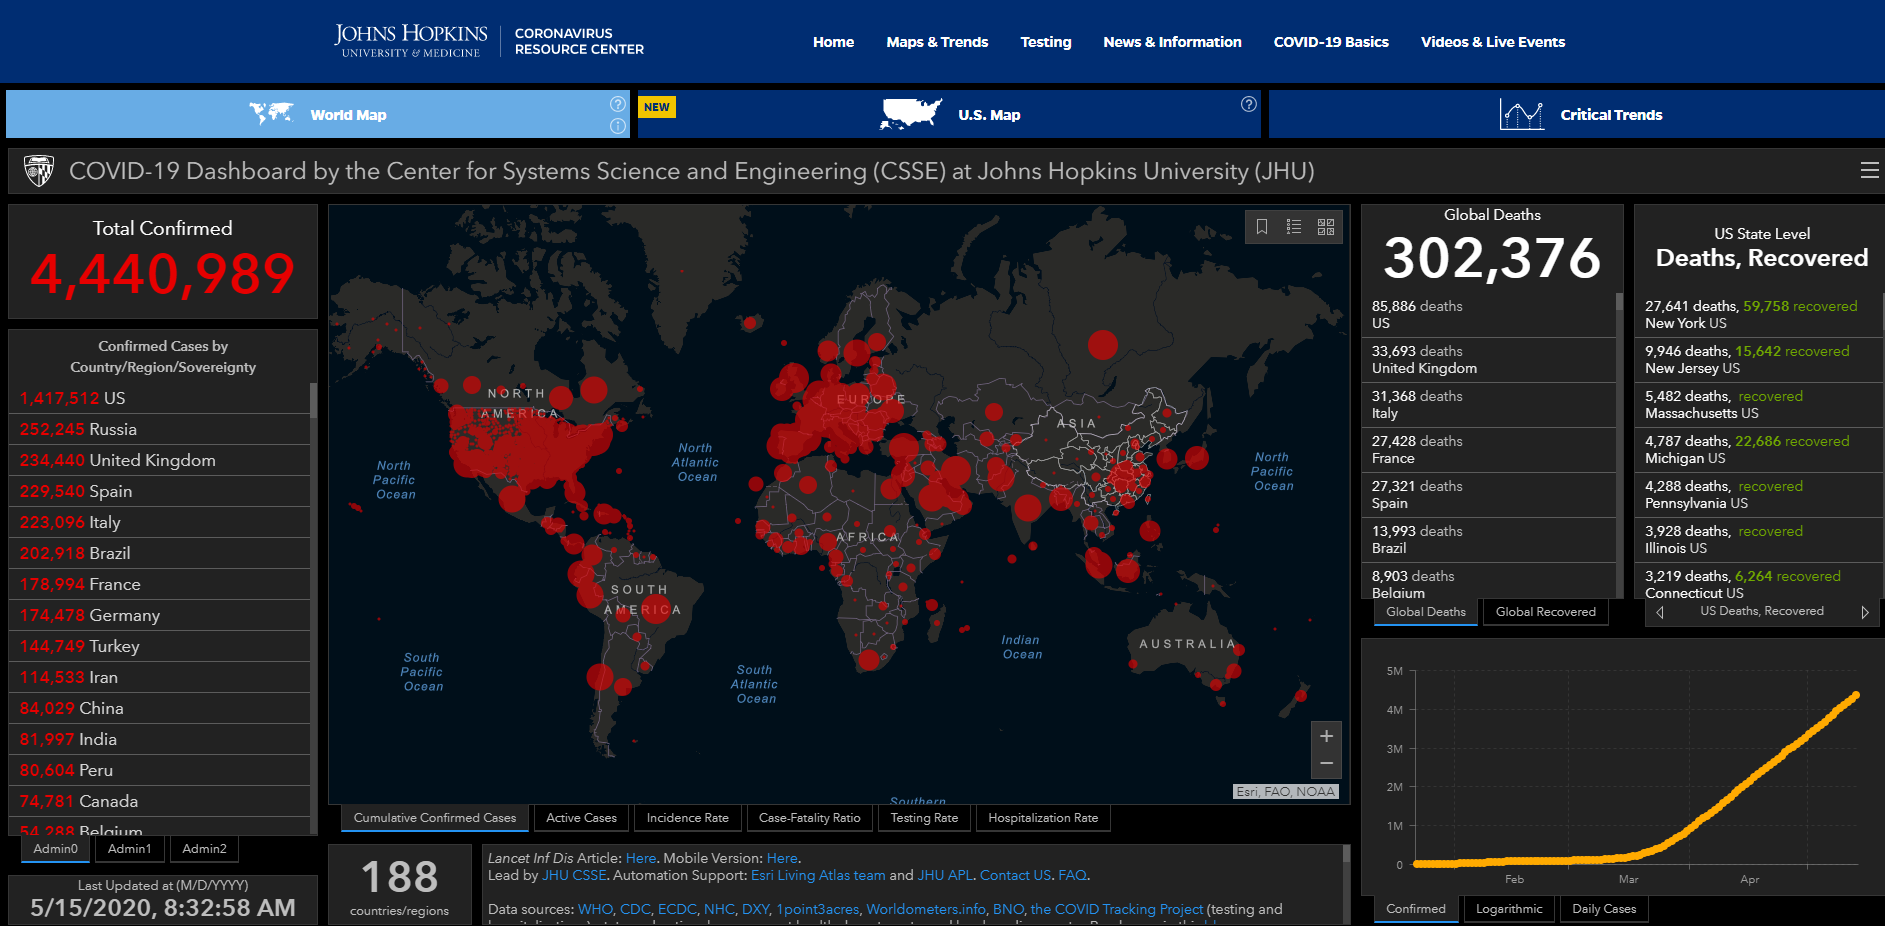 JOHNS HOPKINS
UNIVERSITY & MEDICINE
CORONAVIRUS
RESOURCE CENTER
Home
Maps & Trends
Testing
News & Information
COVID-19 Basics
Videos & Live Events
World Map
NEW
U.S. Map
Critical Trends
COVID-19 Dashboard by the Center for Systems Science and Engineering (CSSE) at Johns Hopkins University (JHU)
Total Confirmed
4,440,989
Confirmed Cases by
Country/Region/Sovereignty
1,417,512 US
252,245 Russia
234,440 United Kingdom
229,540 Spain
223,096 Italy
202,918 Brazil
178,994 France
174,478 Germany
144,749 Turkey
114,533 Iran
84,029 China
81,997 India
80,604 Peru
74,781 Canada
54,288 Belgium
Admin0
Admin1
Admin2
Last Updated at (M/D/YYYY)
5/15/2020, 8:32:58 AM
NORTH
AMERICA
EUROPE
ASIA
AFRICA
SOUTH
AMERICA
AUSTRALIA
North
Pacific
Ocean
North
Atlantic
Ocean
North
Pacific
Ocean
South
Pacific
Ocean
South
Atlantic
Ocean
Indian
Ocean
Southern
+
−
Esri, FAO, NOAA
Cumulative Confirmed Cases
Active Cases
Incidence Rate
Case-Fatality Ratio
Testing Rate
Hospitalization Rate
188
countries/regions
Lancet Inf Dis Article: Here. Mobile Version: Here.
Lead by JHU CSSE. Automation Support: Esri Living Atlas team and JHU APL. Contact US. FAQ.
Data sources: WHO, CDC, ECDC, NHC, DXY, 1point3acres, Worldometers.info, BNO, the COVID Tracking Project (testing and
Global Deaths
302,376
85,886 deaths
US
33,693 deaths
United Kingdom
31,368 deaths
Italy
27,428 deaths
France
27,321 deaths
Spain
13,993 deaths
Brazil
8,903 deaths
Belgium
Global Deaths
Global Recovered
US State Level
Deaths, Recovered
27,641 deaths, 59,758 recovered
New York US
9,946 deaths, 15,642 recovered
New Jersey US
5,482 deaths, recovered
Massachusetts US
4,787 deaths, 22,686 recovered
Michigan US
4,288 deaths, recovered
Pennsylvania US
3,928 deaths, recovered
Illinois US
3,219 deaths, 6,264 recovered
Connecticut US
US Deaths, Recovered
5M
4M
3M
2M
1M
0
Feb
Mar
Apr
Confirmed
Logarithmic
Daily Cases